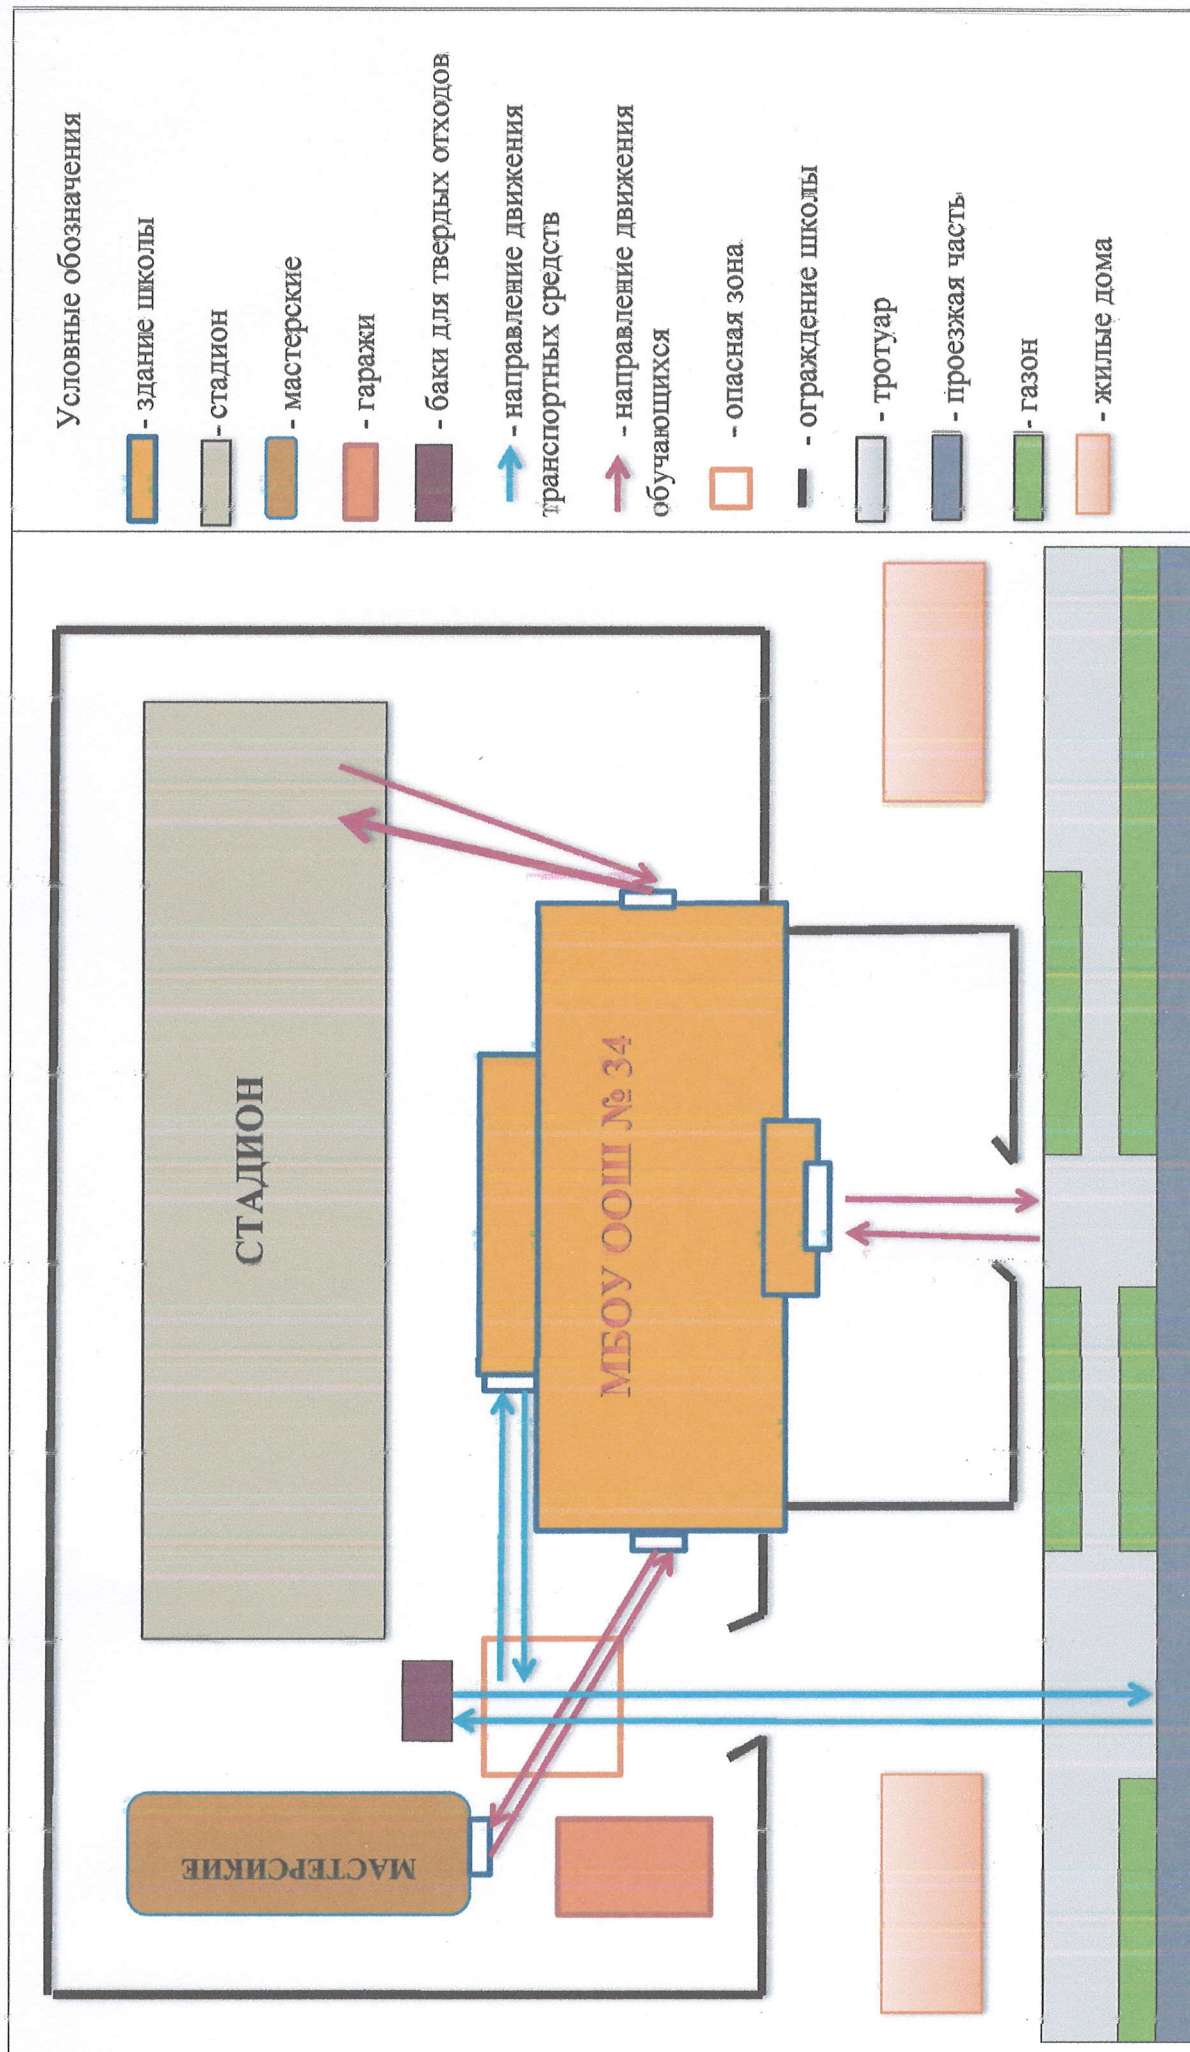 Условные обозначения
- здание школы
- стадион
- мастерские
- гаражи
- баки для твердых отходов
- направление движения
транспортных средств
- направление движения
обучающихся
- опасная зона
- ограждение школы
- тротуар
- проезжая часть
- газон
- жилые дома
СТАДИОН
МБОУ ООШ № 34
МАСТЕРСИКИЕ